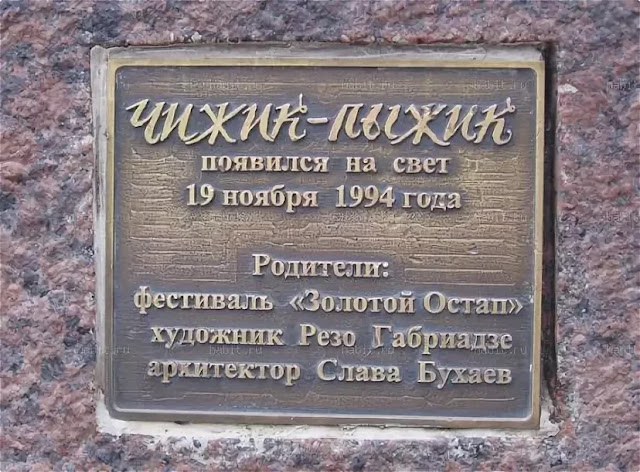 Чижик-Пыжик
появился на свет
19 ноября 1994 года
Родители:
фестиваль «Золотой Остап»
художник Резо Габриадзе
архитектор Слава Бухаев